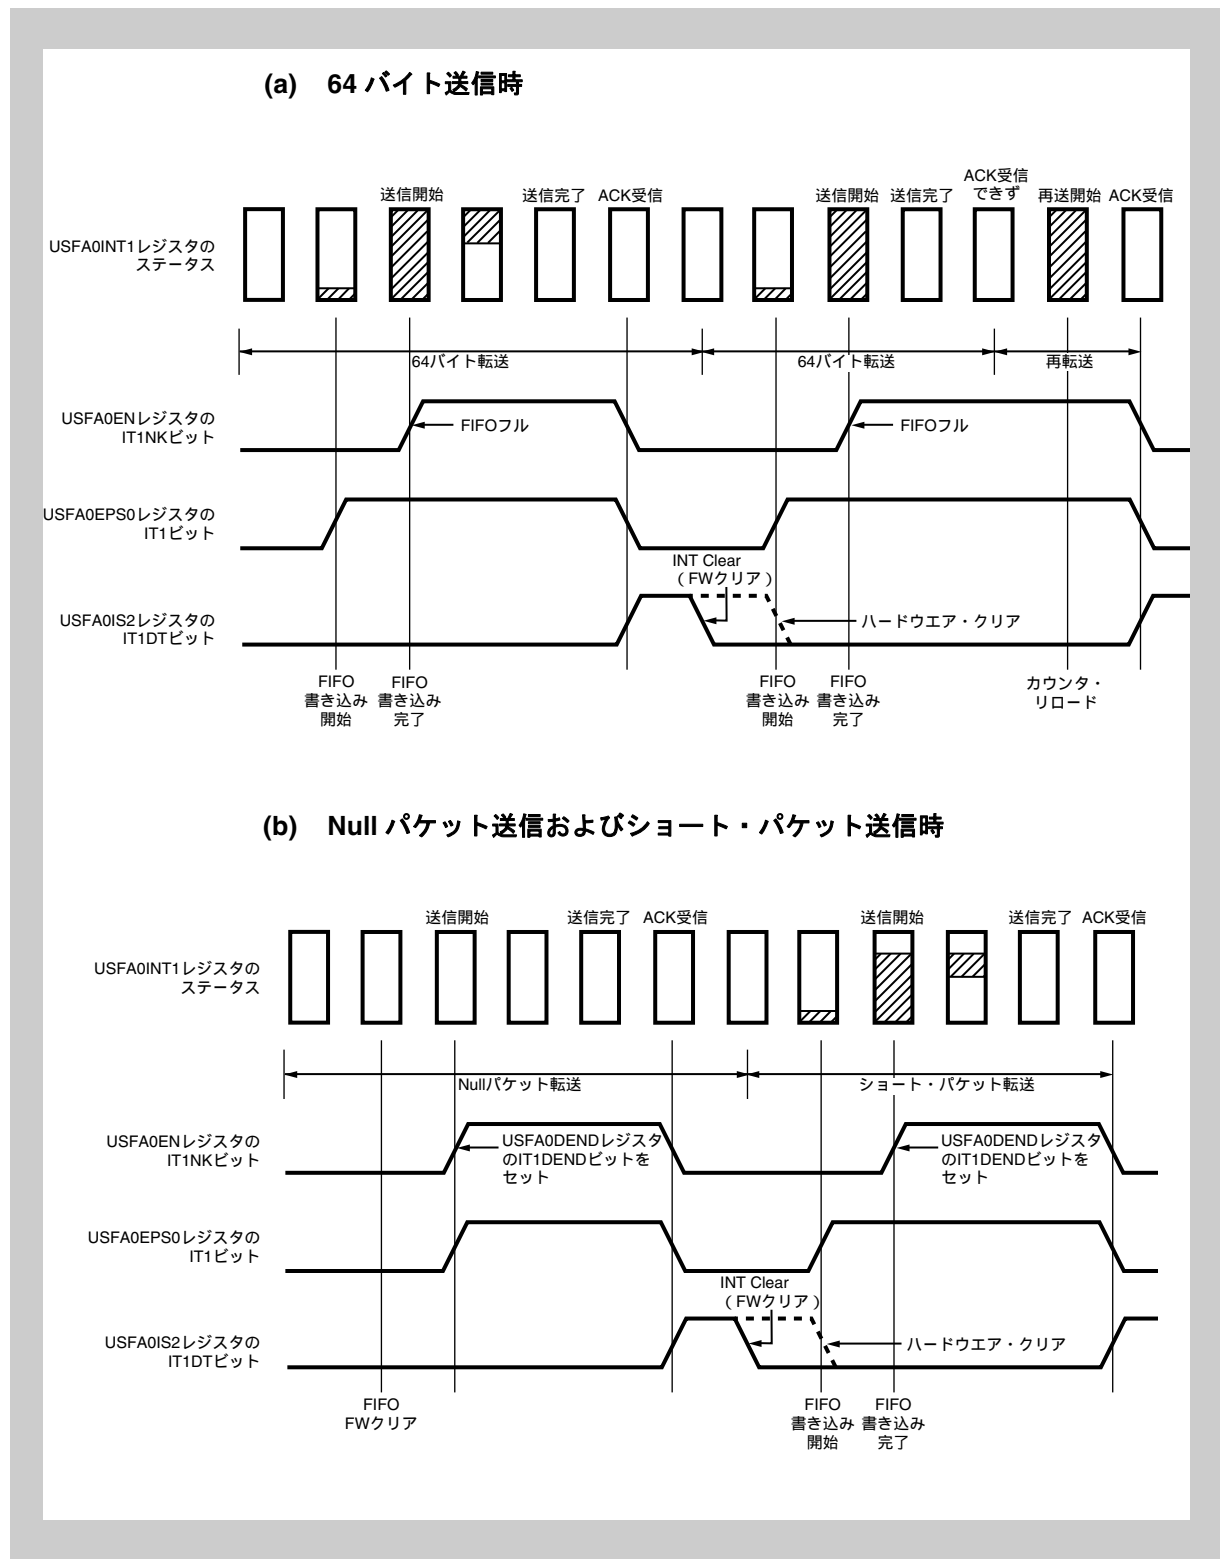 (a) 64 バイト送信時
ACK受信
送信開始 送信完了 ACK受信 送信開始 送信完了 できず 再送開始 ACK受信
USFA0INT1レジスタの
ステータス
64バイト転送 64バイト転送 再転送
USFA0ENレジスタの
IT1NKビット
FIFOフル FIFOフル
USFA0EPS0レジスタの
IT1ビット
INT Clear
（FWクリア）
USFA0IS2レジスタの
IT1DTビット
ハードウエア・クリア
FIFO FIFO FIFO FIFO カウンタ・
書き込み 書き込み 書き込み 書き込み リロード
開始 完了 開始 完了
(b) Null パケット送信およびショート・パケット送信時
送信開始 送信完了 ACK受信 送信開始 送信完了 ACK受信
USFA0INT1レジスタの
ステータス
Nullパケット転送 ショート・パケット転送
USFA0ENレジスタの
IT1NKビット
USFA0DENDレジスタ USFA0DENDレジスタ
のIT1DENDビットを のIT1DENDビットを
セット セット
USFA0EPS0レジスタの
IT1ビット
INT Clear
（FWクリア）
USFA0IS2レジスタの
IT1DTビット
ハードウエア・クリア
FIFO FIFO FIFO
FWクリア 書き込み 書き込み
開始 完了